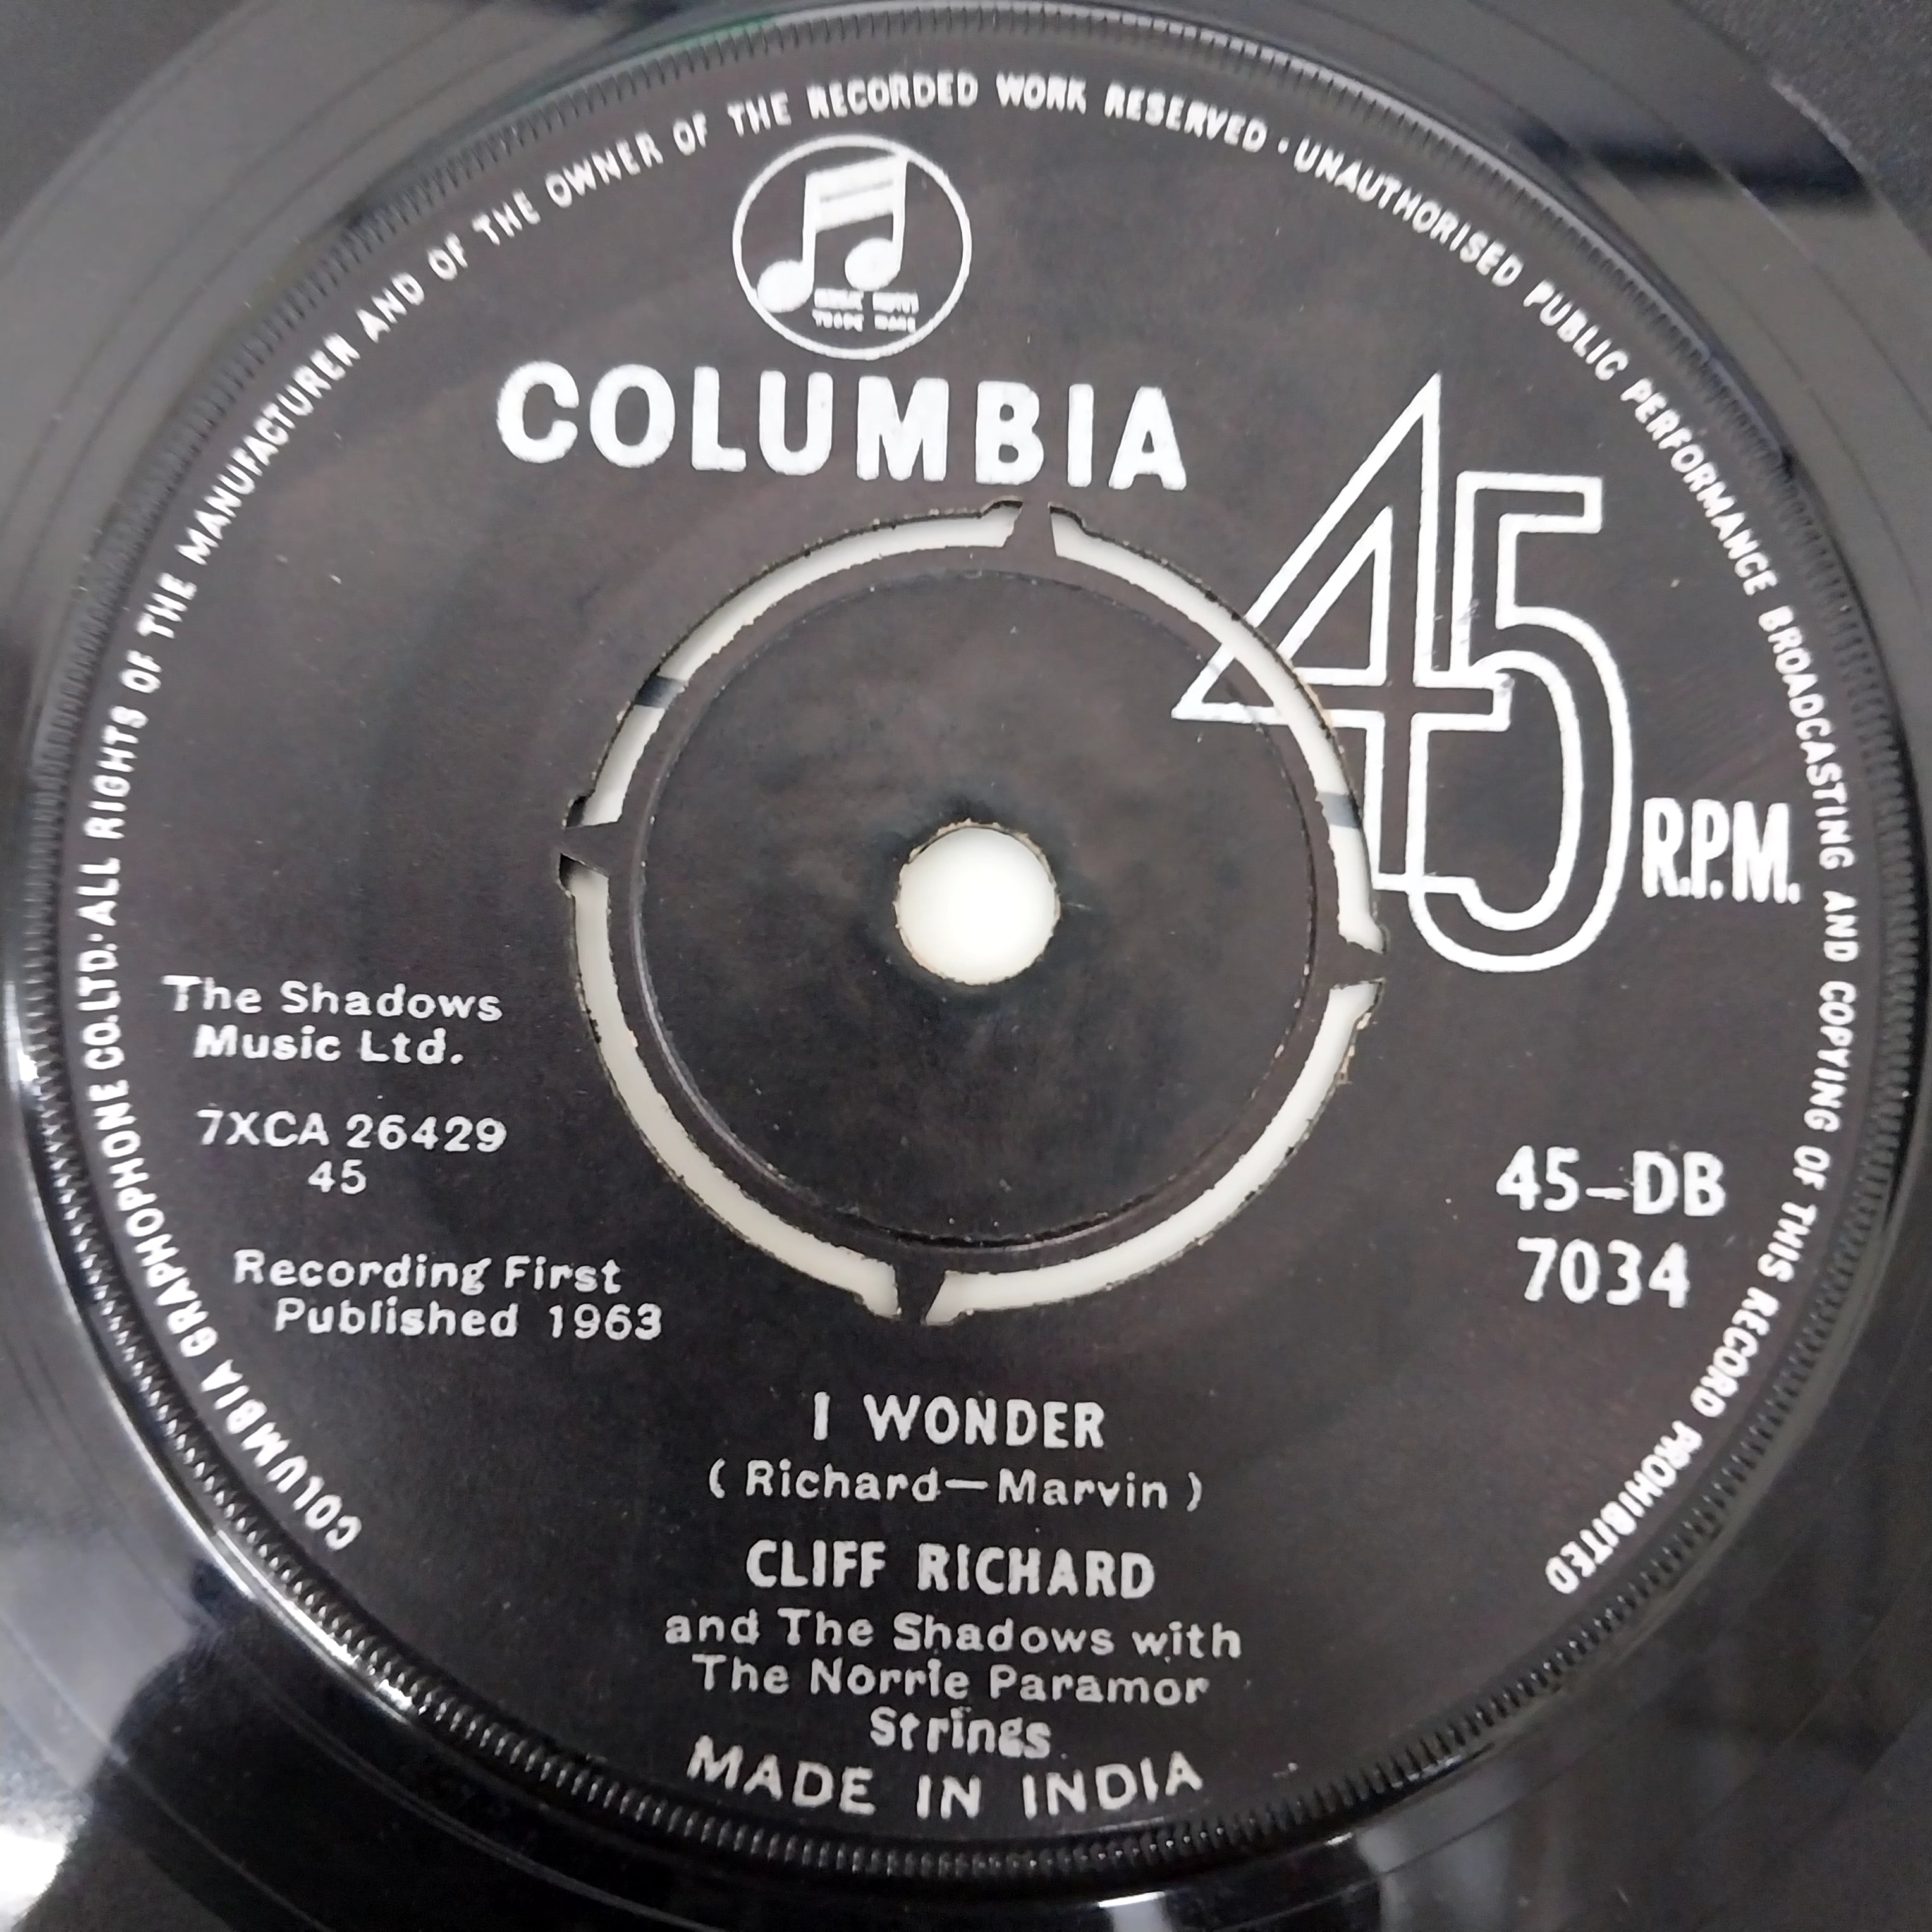 COLUMBIA GRAPHOPHONE CO.LTD.·ALL RIGHTS OF THE MANUFACTURER AND OF THE OWNER OF THE RECORDED WORK RESERVED · UNAUTHORISED PUBLIC PERFORMANCE BROADCASTING AND COPYING OF THIS RECORD PROHIBITED
TRADE MARK
COLUMBIA
45 R.P.M.
The Shadows
Music Ltd.
7XCA 26429
45
45-DB
7034
Recording First
Published 1963
I WONDER
(Richard—Marvin)
CLIFF RICHARD
and The Shadows with
The Norrie Paramor
Strings
MADE IN INDIA